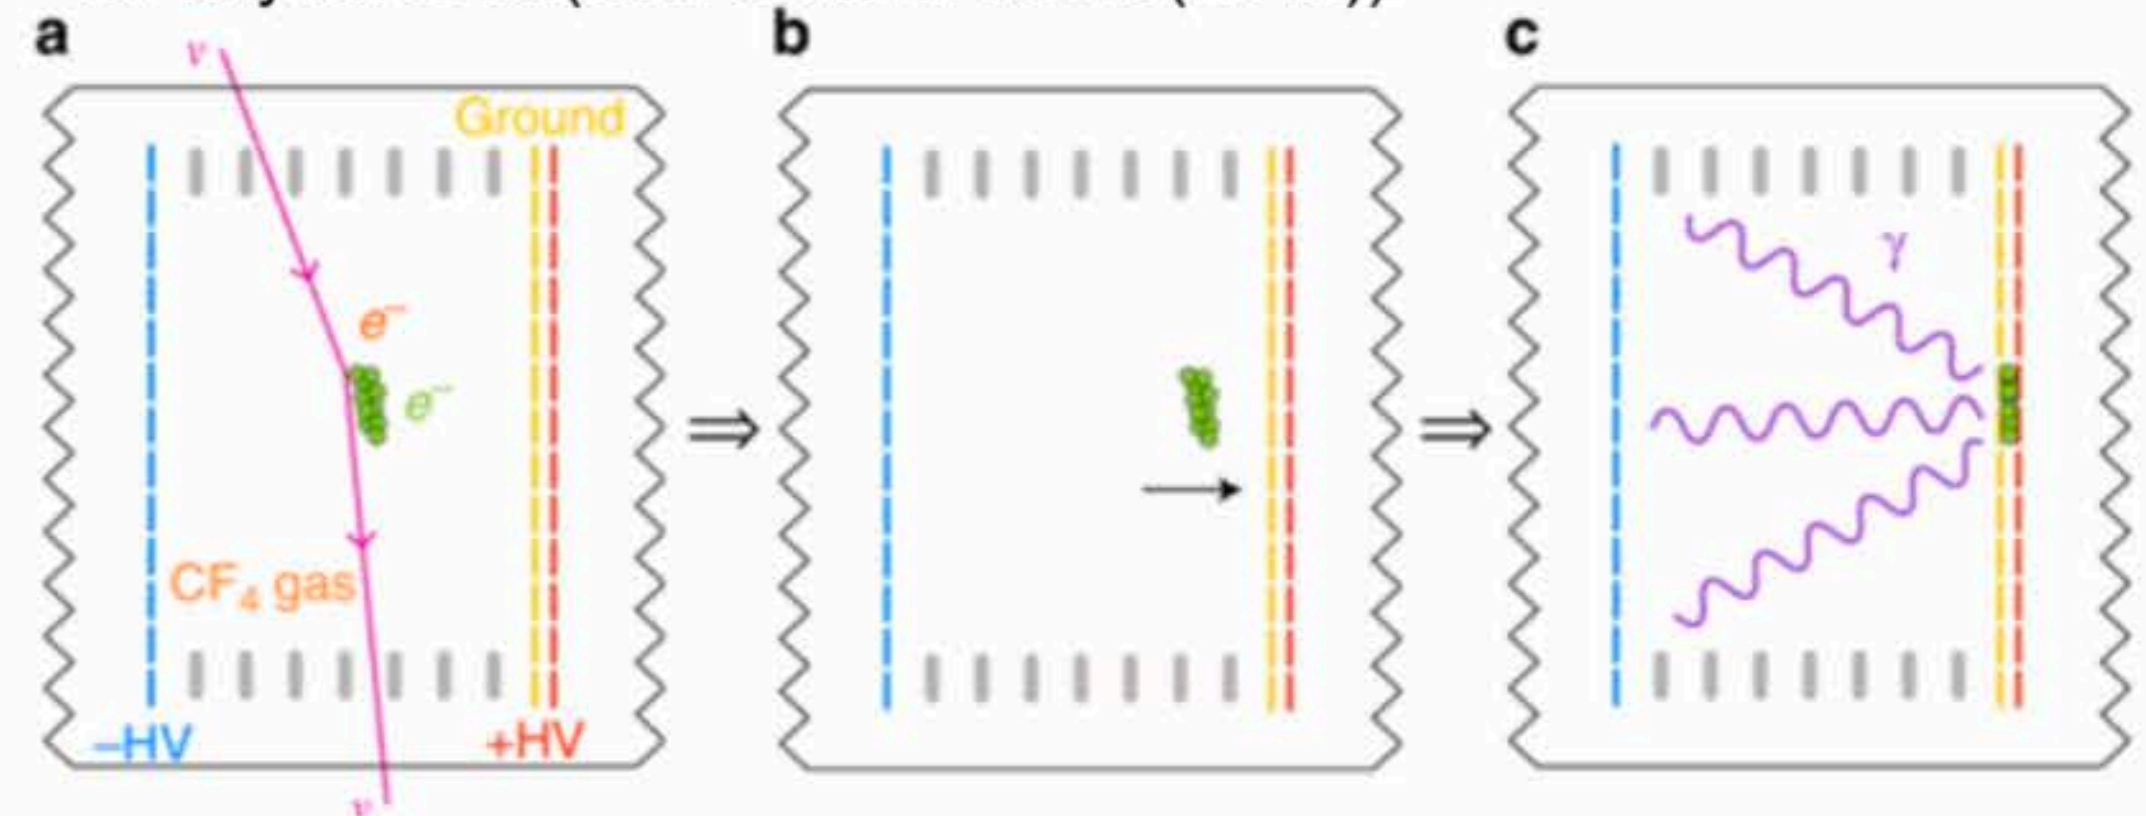 a
b
c
ν
Ground
γ
e⁻
e⁻
CF₄ gas
–HV
+HV
ν